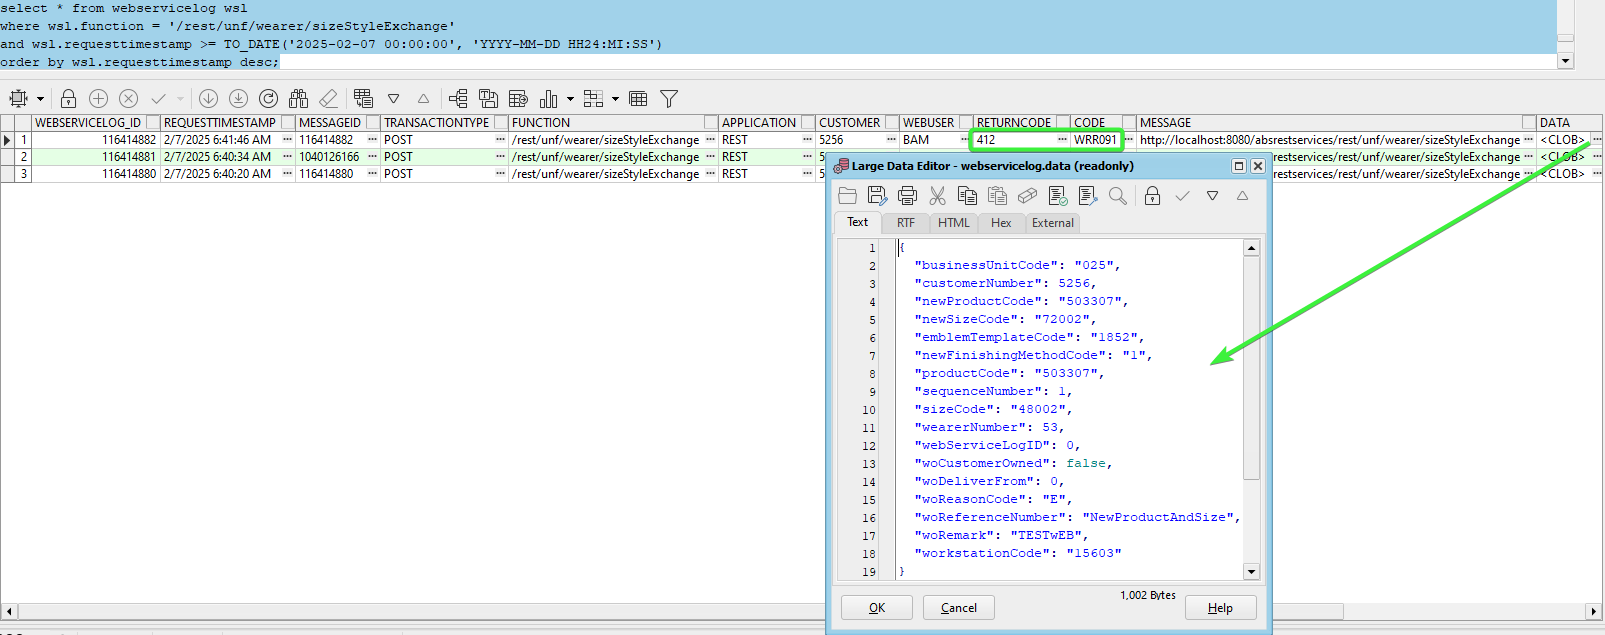 select * from webservicelog wsl
where wsl.function = '/rest/unf/wearer/sizeStyleExchange'
and wsl.requesttimestamp >= TO_DATE('2025-02-07 00:00:00', 'YYYY-MM-DD HH24:MI:SS')
order by wsl.requesttimestamp desc;
WEBSERVICELOG_ID REQUESTTIMESTAMP MESSAGEID TRANSACTIONTYPE FUNCTION APPLICATION CUSTOMER WEBUSER RETURNCODE CODE MESSAGE DATA
1 116414882 2/7/2025 6:41:46 AM 116414882 POST /rest/unf/wearer/sizeStyleExchange REST 5256 BAM 412 WRR091 http://localhost:8080/absrestservices/rest/unf/wearer/sizeStyleExchange <CLOB>
2 116414881 2/7/2025 6:40:34 AM 1040126166 POST /rest/unf/wearer/sizeStyleExchange REST 5 srestservices/rest/unf/wearer/sizeStyleExchange <CLOB>
3 116414880 2/7/2025 6:40:20 AM 116414880 POST /rest/unf/wearer/sizeStyleExchange REST 5 srestservices/rest/unf/wearer/sizeStyleExchange <CLOB>
Large Data Editor - webservicelog.data (readonly)
Text RTF HTML Hex External
1 {
2 "businessUnitCode": "025",
3 "customerNumber": 5256,
4 "newProductCode": "503307",
5 "newSizeCode": "72002",
6 "emblemTemplateCode": "1852",
7 "newFinishingMethodCode": "1",
8 "productCode": "503307",
9 "sequenceNumber": 1,
10 "sizeCode": "48002",
11 "wearerNumber": 53,
12 "webServiceLogID": 0,
13 "woCustomerOwned": false,
14 "woDeliverFrom": 0,
15 "woReasonCode": "E",
16 "woReferenceNumber": "NewProductAndSize",
17 "woRemark": "TESTwEB",
18 "workstationCode": "15603"
19 }
1,002 Bytes
OK Cancel Help